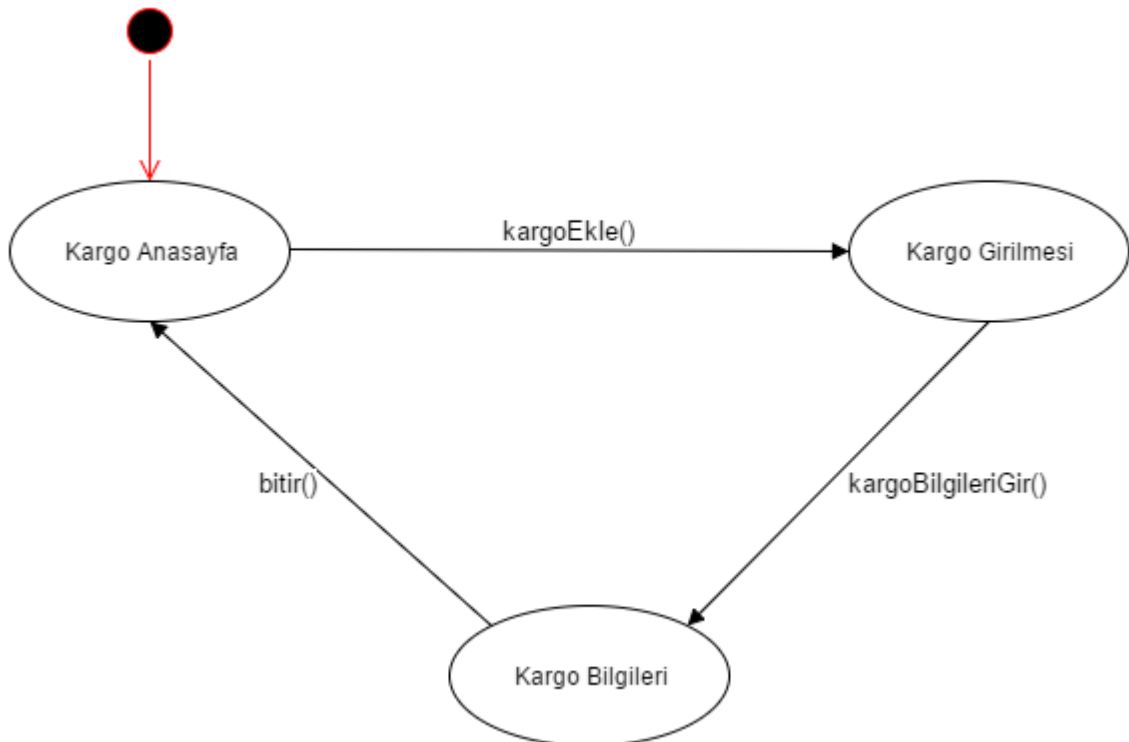 kargoEkle()
Kargo Anasayfa
Kargo Girilmesi
bitir()
kargoBilgileriGir()
Kargo Bilgileri